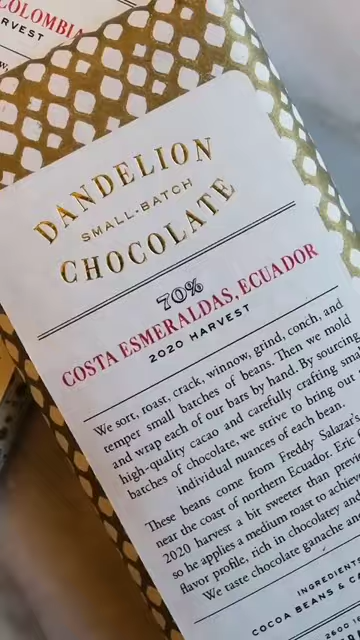 COLOMBIA
HARVEST
DANDELION
SMALL-BATCH
CHOCOLATE
70%
COSTA ESMERALDAS, ECUADOR
2020 HARVEST
We sort, roast, crack, winnow, grind, conch, and
temper small batches of beans. Then we mold
and wrap each of our bars by hand. By sourcing
high-quality cacao and carefully crafting
batches of chocolate, we strive to bring our
individual nuances of each bean.
These beans come from Freddy Salazar's
near the coast of northern Ecuador.
2020 harvest a bit sweeter than
so he applies a medium roast to
flavor profile, rich in chocolatey
We taste chocolate ganache
COCOA BEANS &